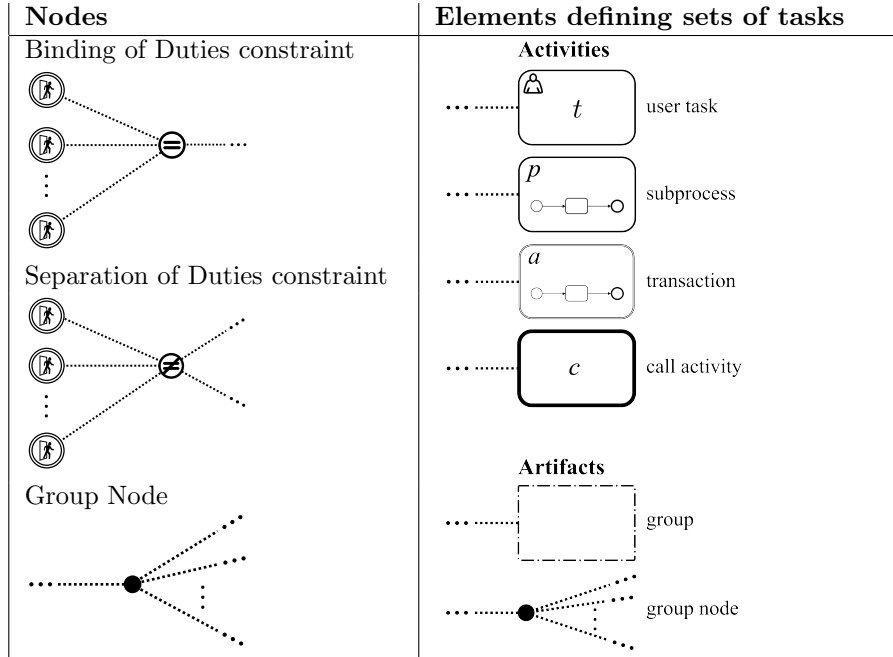 Nodes
Elements defining sets of tasks
Binding of Duties constraint
=
Separation of Duties constraint
≠
Group Node
Activities
t
user task
p
subprocess
a
transaction
c
call activity
Artifacts
group
group node